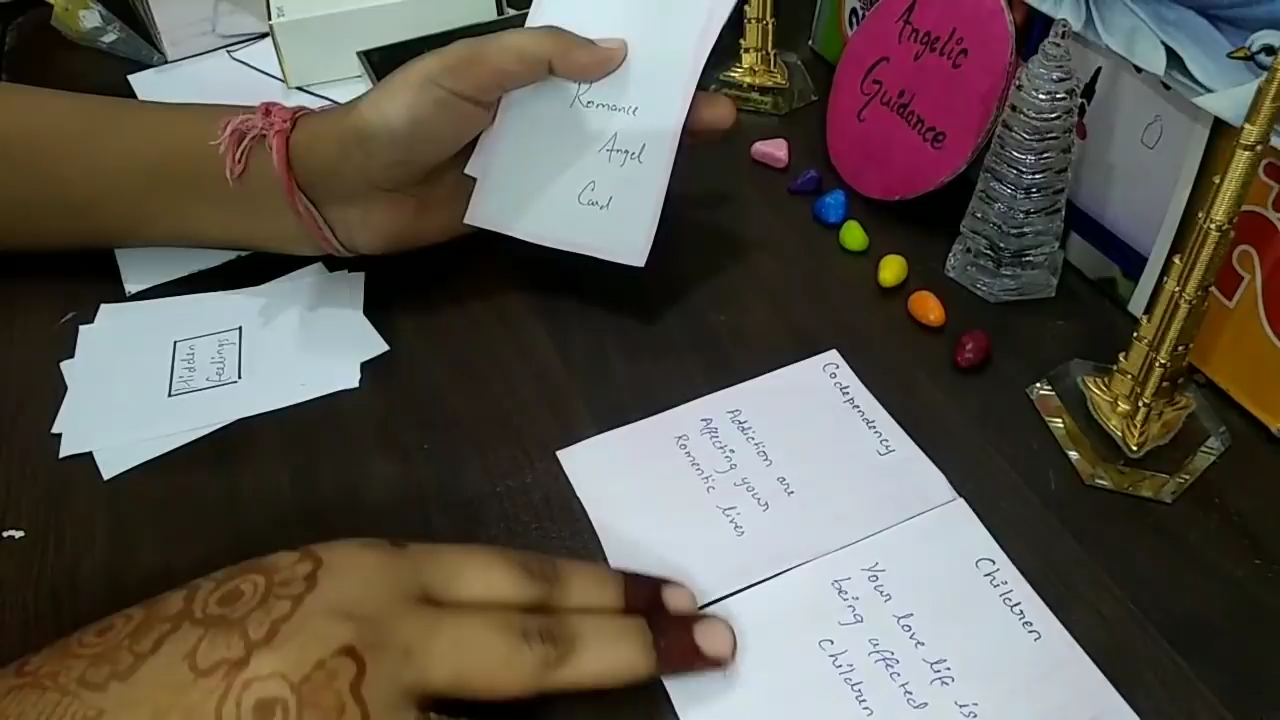 Romance
Angel
Card
Angelic
Guidance
Hidden
Feelings
Codependency
Addiction are
Affecting your
Romentic lives
Children
Your love life is
being affected
Children